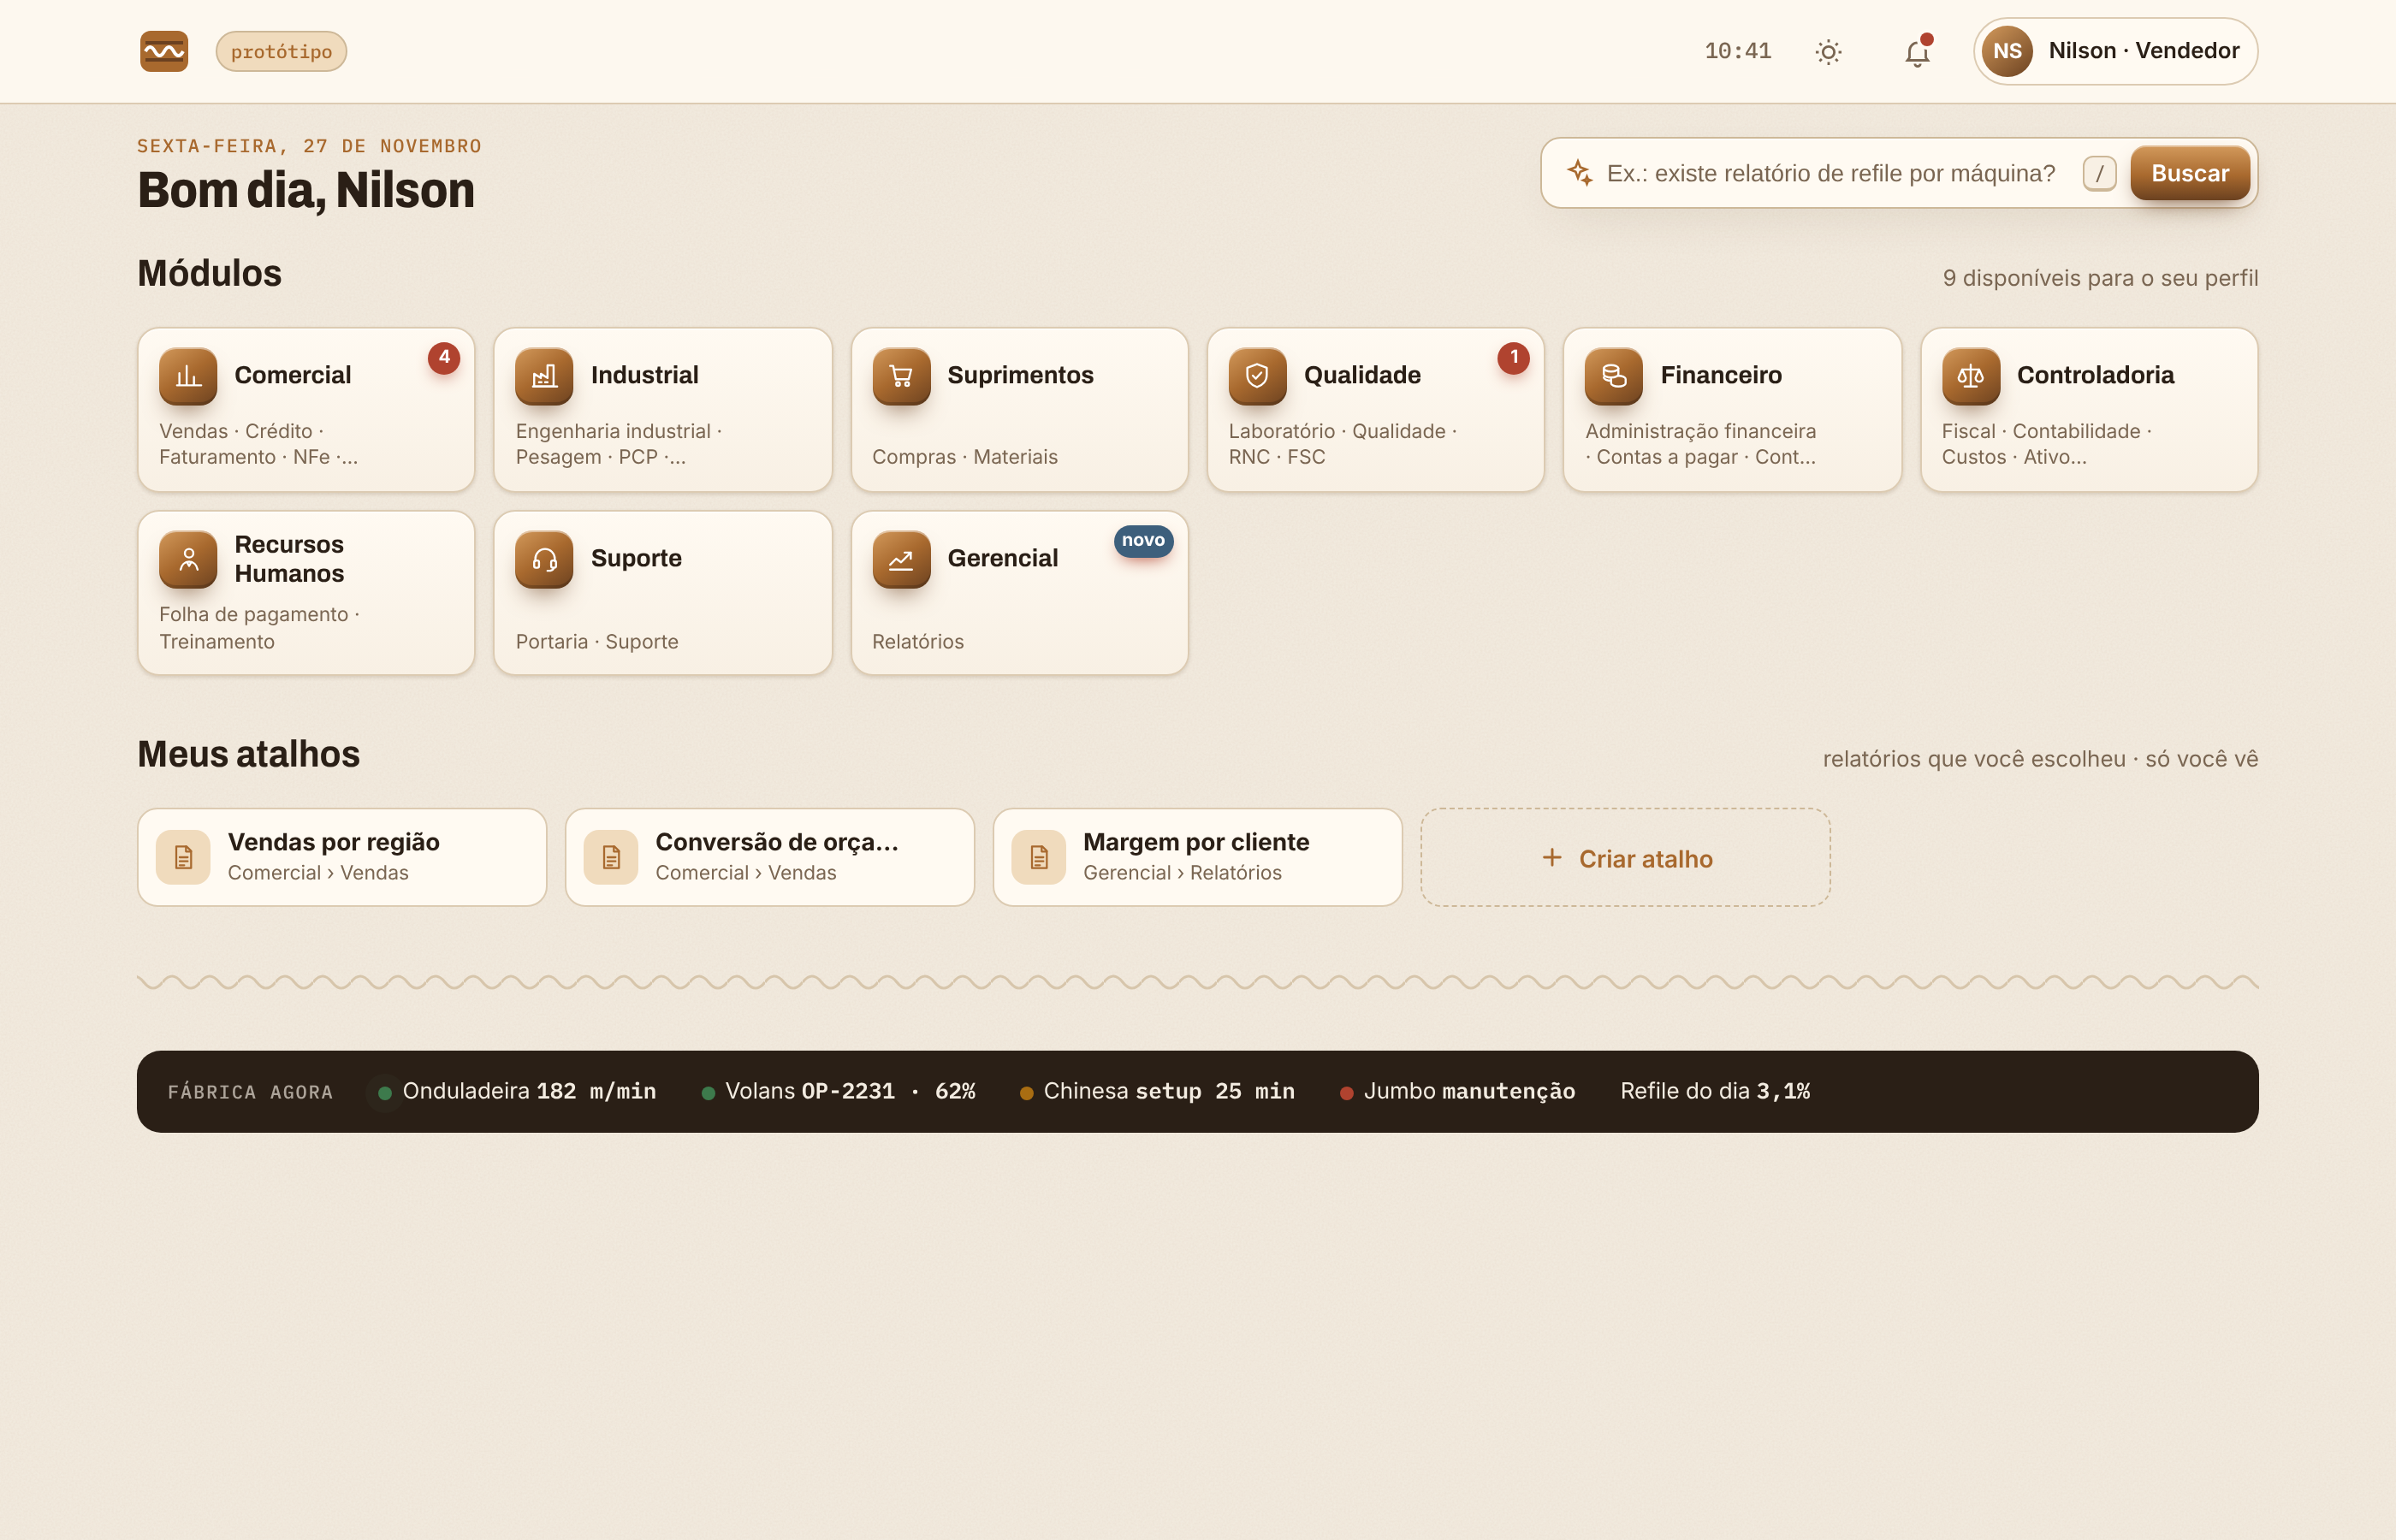 protótipo
10:41
NS
Nilson · Vendedor
SEXTA-FEIRA, 27 DE NOVEMBRO
Bom dia, Nilson
Ex.: existe relatório de refile por máquina?
/
Buscar
Módulos
9 disponíveis para o seu perfil
Comercial
4
Vendas · Crédito ·
Faturamento · NFe ·...
Industrial
Engenharia industrial ·
Pesagem · PCP ·...
Suprimentos
Compras · Materiais
Qualidade
1
Laboratório · Qualidade ·
RNC · FSC
Financeiro
Administração financeira
· Contas a pagar · Cont...
Controladoria
Fiscal · Contabilidade ·
Custos · Ativo...
Recursos
Humanos
Folha de pagamento ·
Treinamento
Suporte
Portaria · Suporte
Gerencial
novo
Relatórios
Meus atalhos
relatórios que você escolheu · só você vê
Vendas por região
Comercial › Vendas
Conversão de orça...
Comercial › Vendas
Margem por cliente
Gerencial › Relatórios
+ Criar atalho
FÁBRICA AGORA
Onduladeira 182 m/min
Volans OP-2231 · 62%
Chinesa setup 25 min
Jumbo manutenção
Refile do dia 3,1%